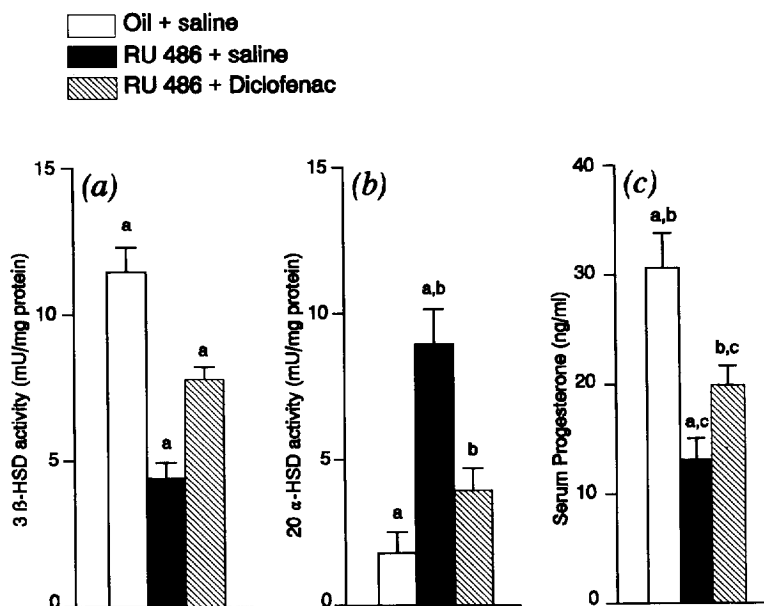 Oil + saline
RU 486 + saline
RU 486 + Diclofenac
(a)
3 ß-HSD activity (mU/mg protein)
15
10
5
0
a
a
a
(b)
20 α-HSD activity (mU/mg protein)
15
10
5
0
a
a,b
b
(c)
Serum Progesterone (ng/ml)
40
30
20
10
0
a,b
a,c
b,c